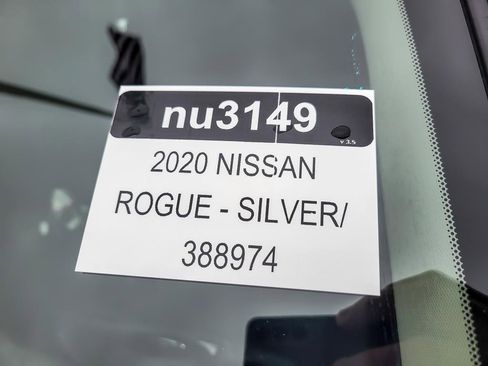 nu3149
v 3.5
2020 NISSAN
ROGUE - SILVER/
388974